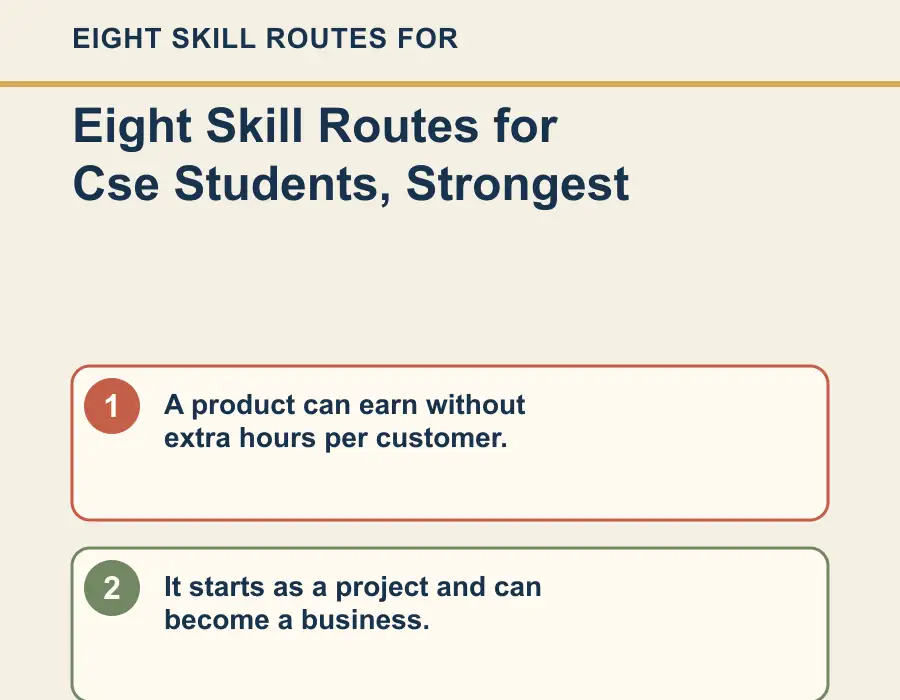 EIGHT SKILL ROUTES FOR
Eight Skill Routes for
Cse Students, Strongest
1
A product can earn without
extra hours per customer.
2
It starts as a project and can
become a business.